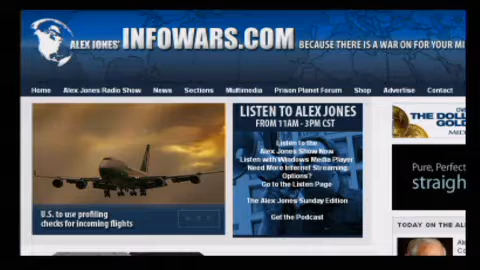 ALEX JONES' INFOWARS.COM BECAUSE THERE IS A WAR ON FOR YOUR MI
Home Alex Jones Radio Show News Sections Multimedia Prison Planet Forum Shop Advertise Contact
LISTEN TO ALEX JONES
FROM 11AM - 3PM CST
Listen to the
Alex Jones Show Now
Listen with Windows Media Player
Need More Internet Streaming
Options?
Go to the Listen Page
The Alex Jones Sunday Edition
Get the Podcast
U.S. to use profiling
checks for incoming flights
THE DOLL
GOLD
Pure, Perfect
straigh
TODAY ON THE AL